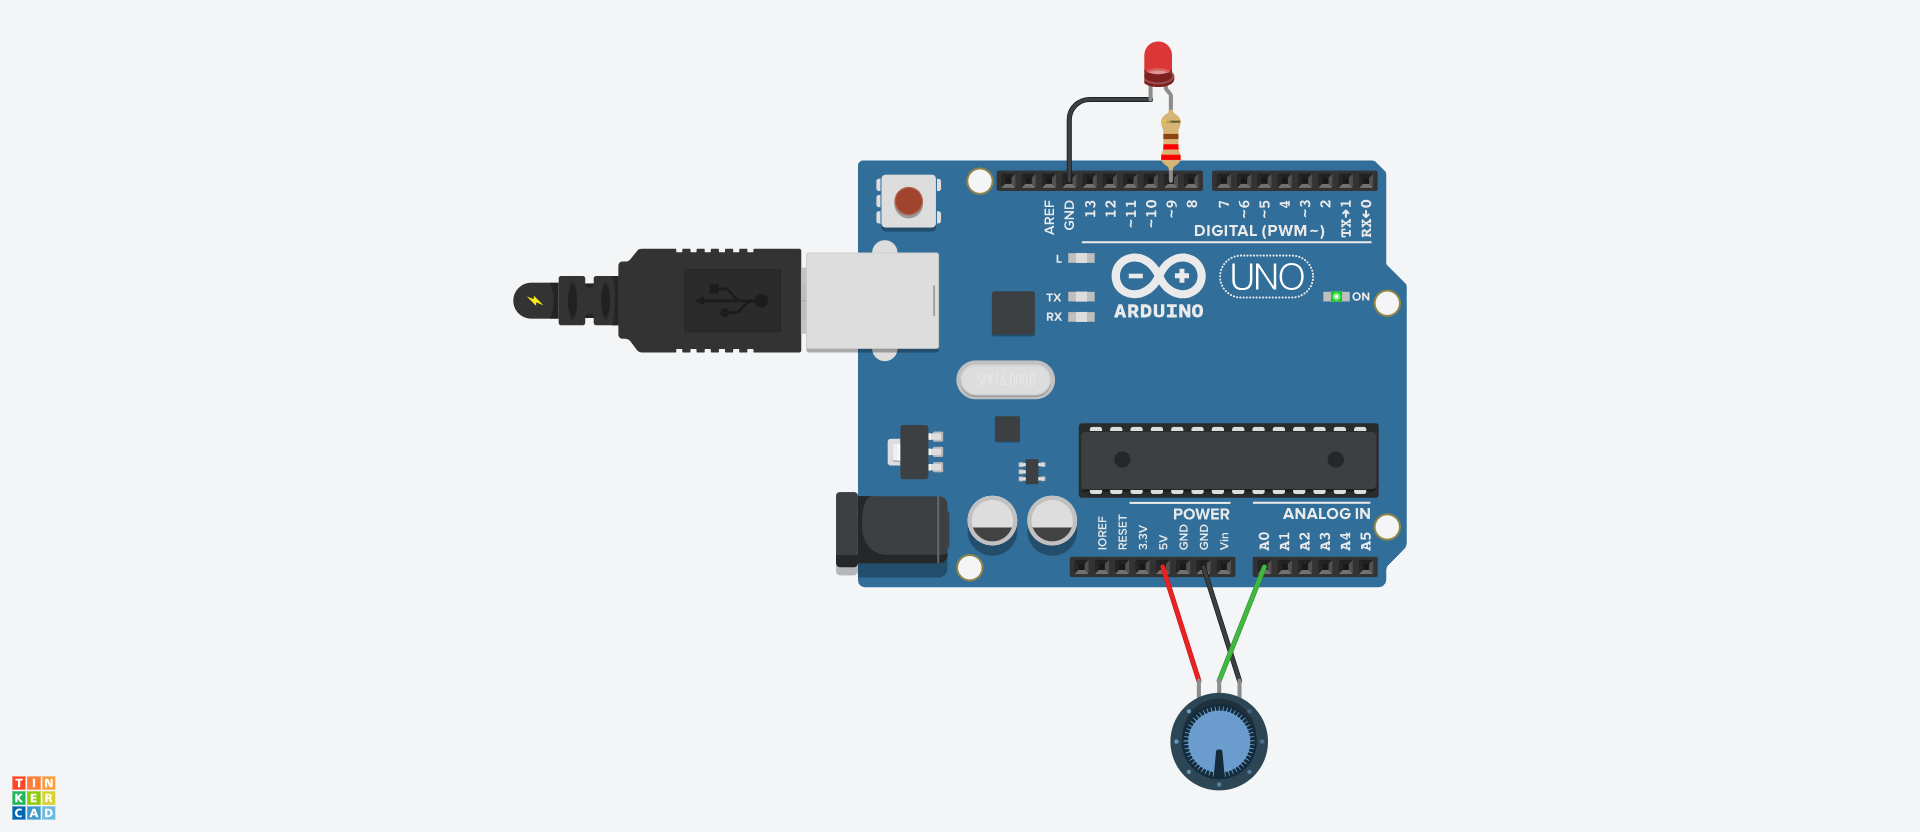 AREF
GND
13
12
~11
~10
~9
8
7
~6
~5
4
~3
2
TX→1
RX←0
DIGITAL (PWM~)
L
TX
RX
UNO
ARDUINO
ON
SPK16.000G
POWER
ANALOG IN
IOREF
RESET
3.3V
5V
GND
GND
Vin
A0
A1
A2
A3
A4
A5
TIN
KER
CAD